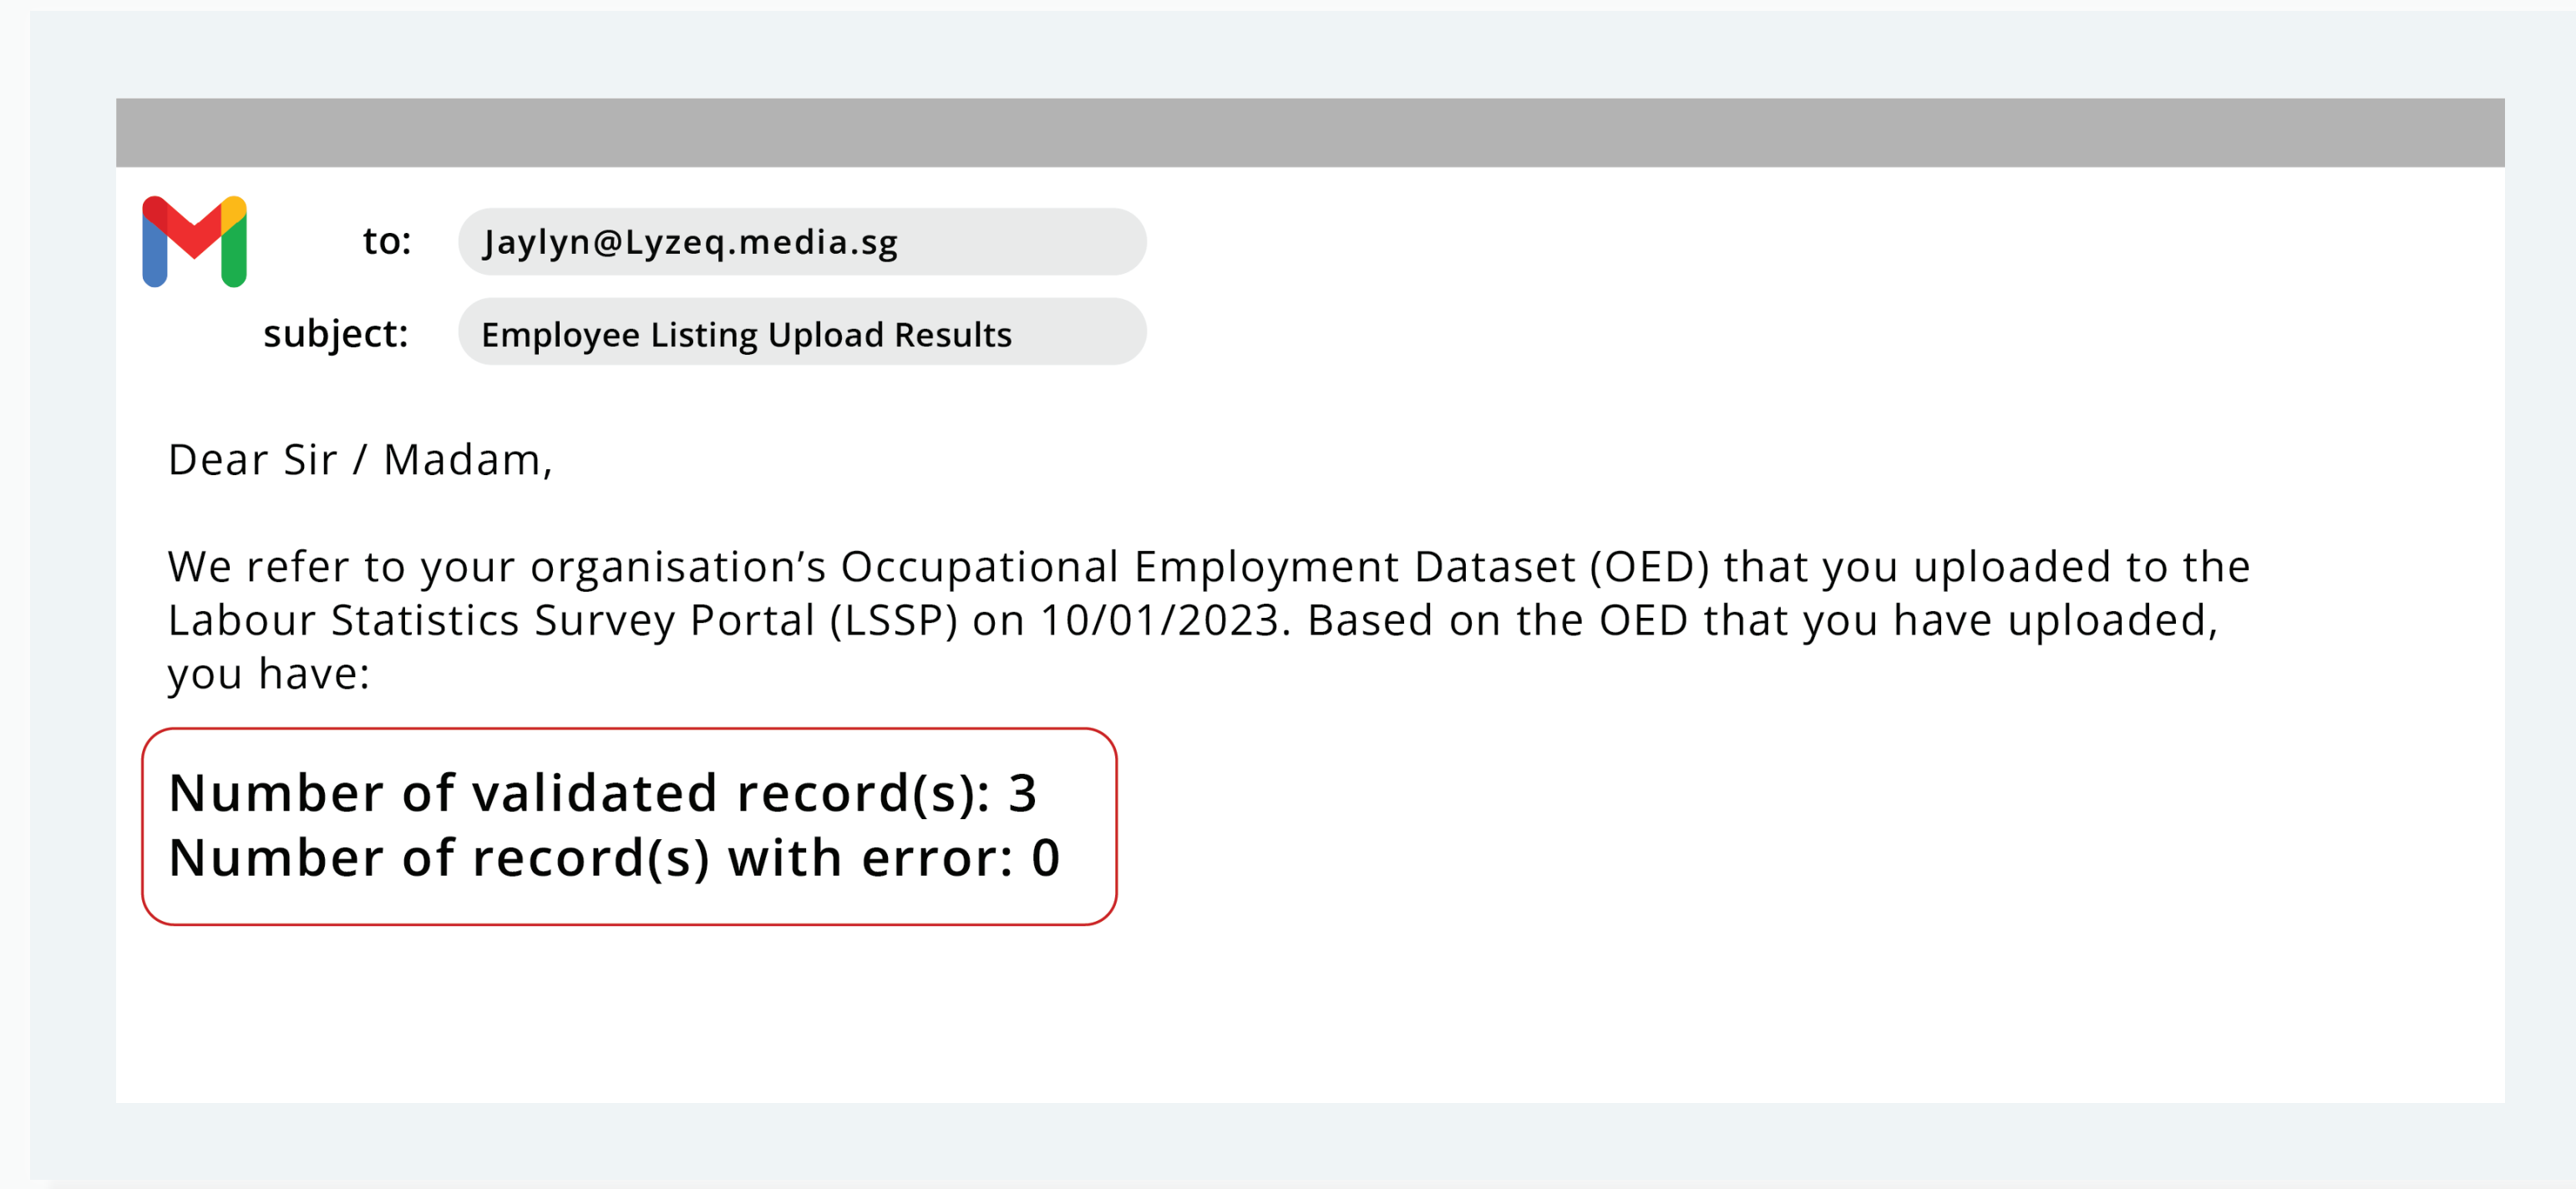 to: Jaylyn@Lyzeq.media.sg
subject: Employee Listing Upload Results
Dear Sir / Madam,
We refer to your organisation’s Occupational Employment Dataset (OED) that you uploaded to the
Labour Statistics Survey Portal (LSSP) on 10/01/2023. Based on the OED that you have uploaded,
you have:
Number of validated record(s): 3
Number of record(s) with error: 0